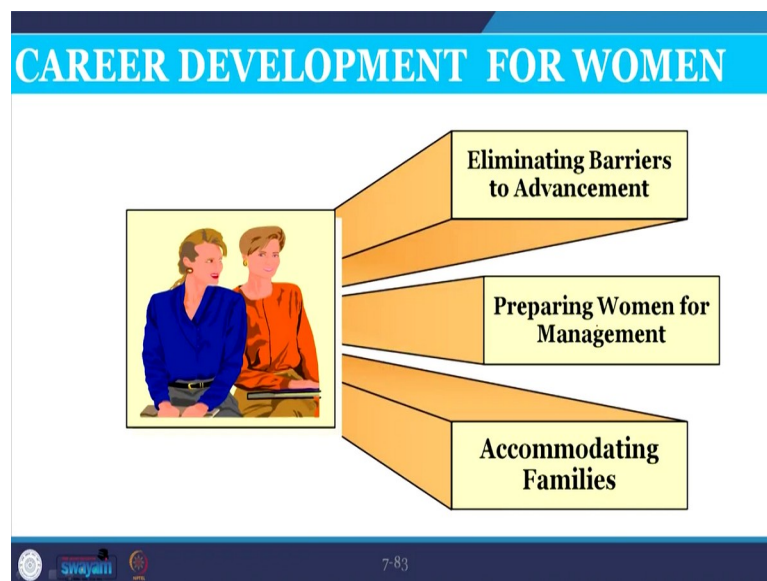 CAREER DEVELOPMENT FOR WOMEN
Eliminating Barriers
to Advancement
Preparing Women for
Management
Accommodating
Families
swayam
7-83